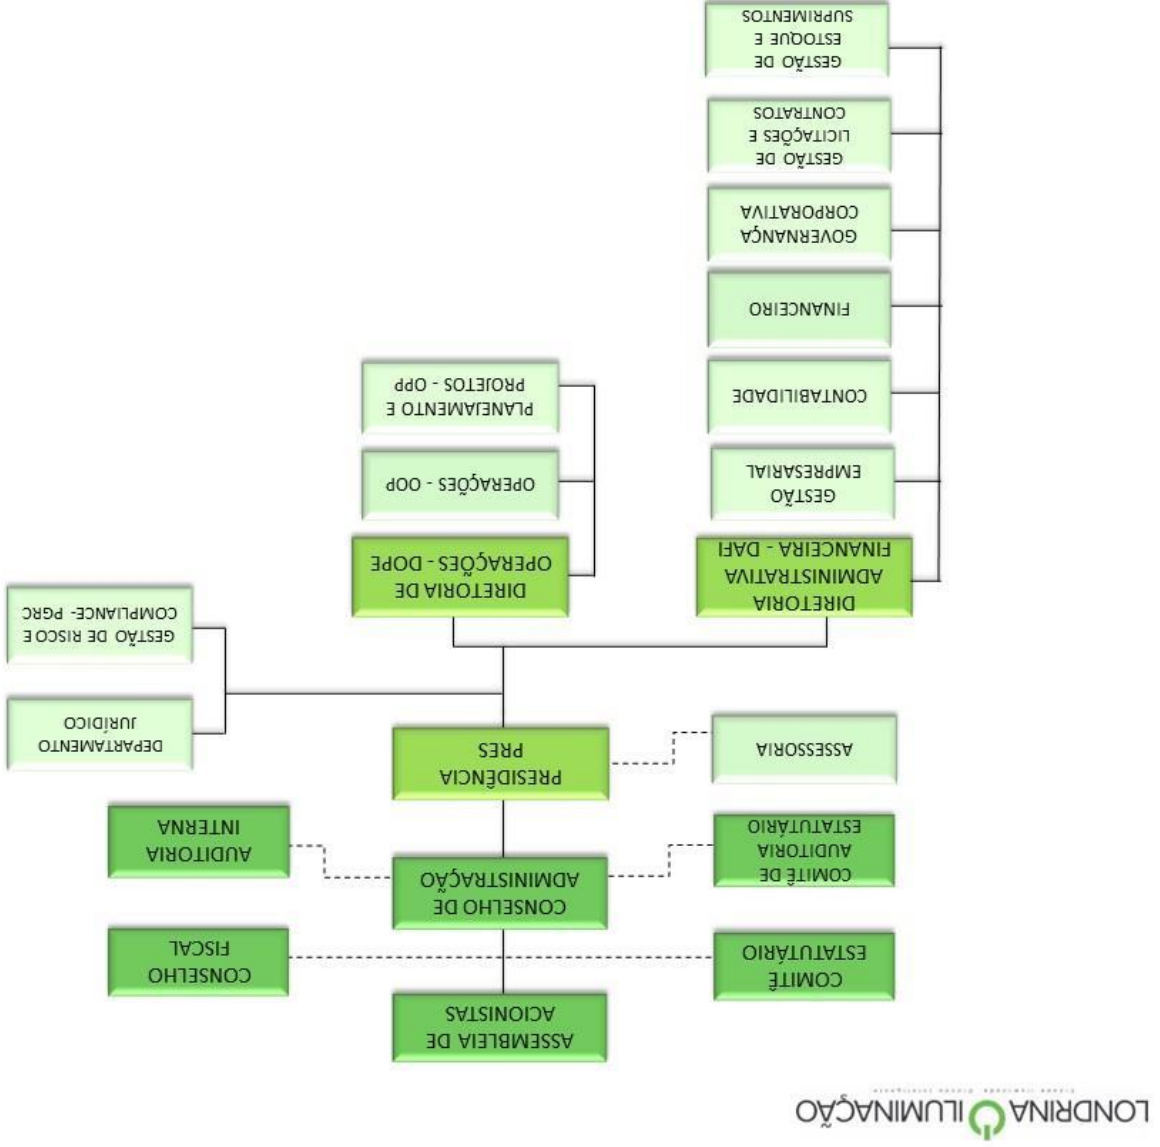 LONDRINA ILUMINAÇÃO
ASSEMBLEIA DE
ACIONISTAS
COMITÊ
ESTATUTÁRIO
CONSELHO
FISCAL
COMITÊ DE
AUDITORIA
ESTATUTÁRIO
CONSELHO DE
ADMINISTRAÇÃO
AUDITORIA
INTERNA
ASSESSORIA
PRESIDÊNCIA
PRES
DEPARTAMENTO
JURÍDICO
GESTÃO DE RISCO E
COMPLIANCE- PGRC
DIRETORIA
ADMINISTRATIVA
FINANCEIRA - DAFI
GESTÃO
EMPRESARIAL
CONTABILIDADE
FINANCEIRO
GOVERNANÇA
CORPORATIVA
GESTÃO DE
LICITAÇÕES E
CONTRATOS
GESTÃO DE
ESTOQUE E
SUPRIMENTOS
DIRETORIA DE
OPERAÇÕES - DOPE
OPERAÇÕES - OOP
PLANEJAMENTO E
PROJETOS - OPP